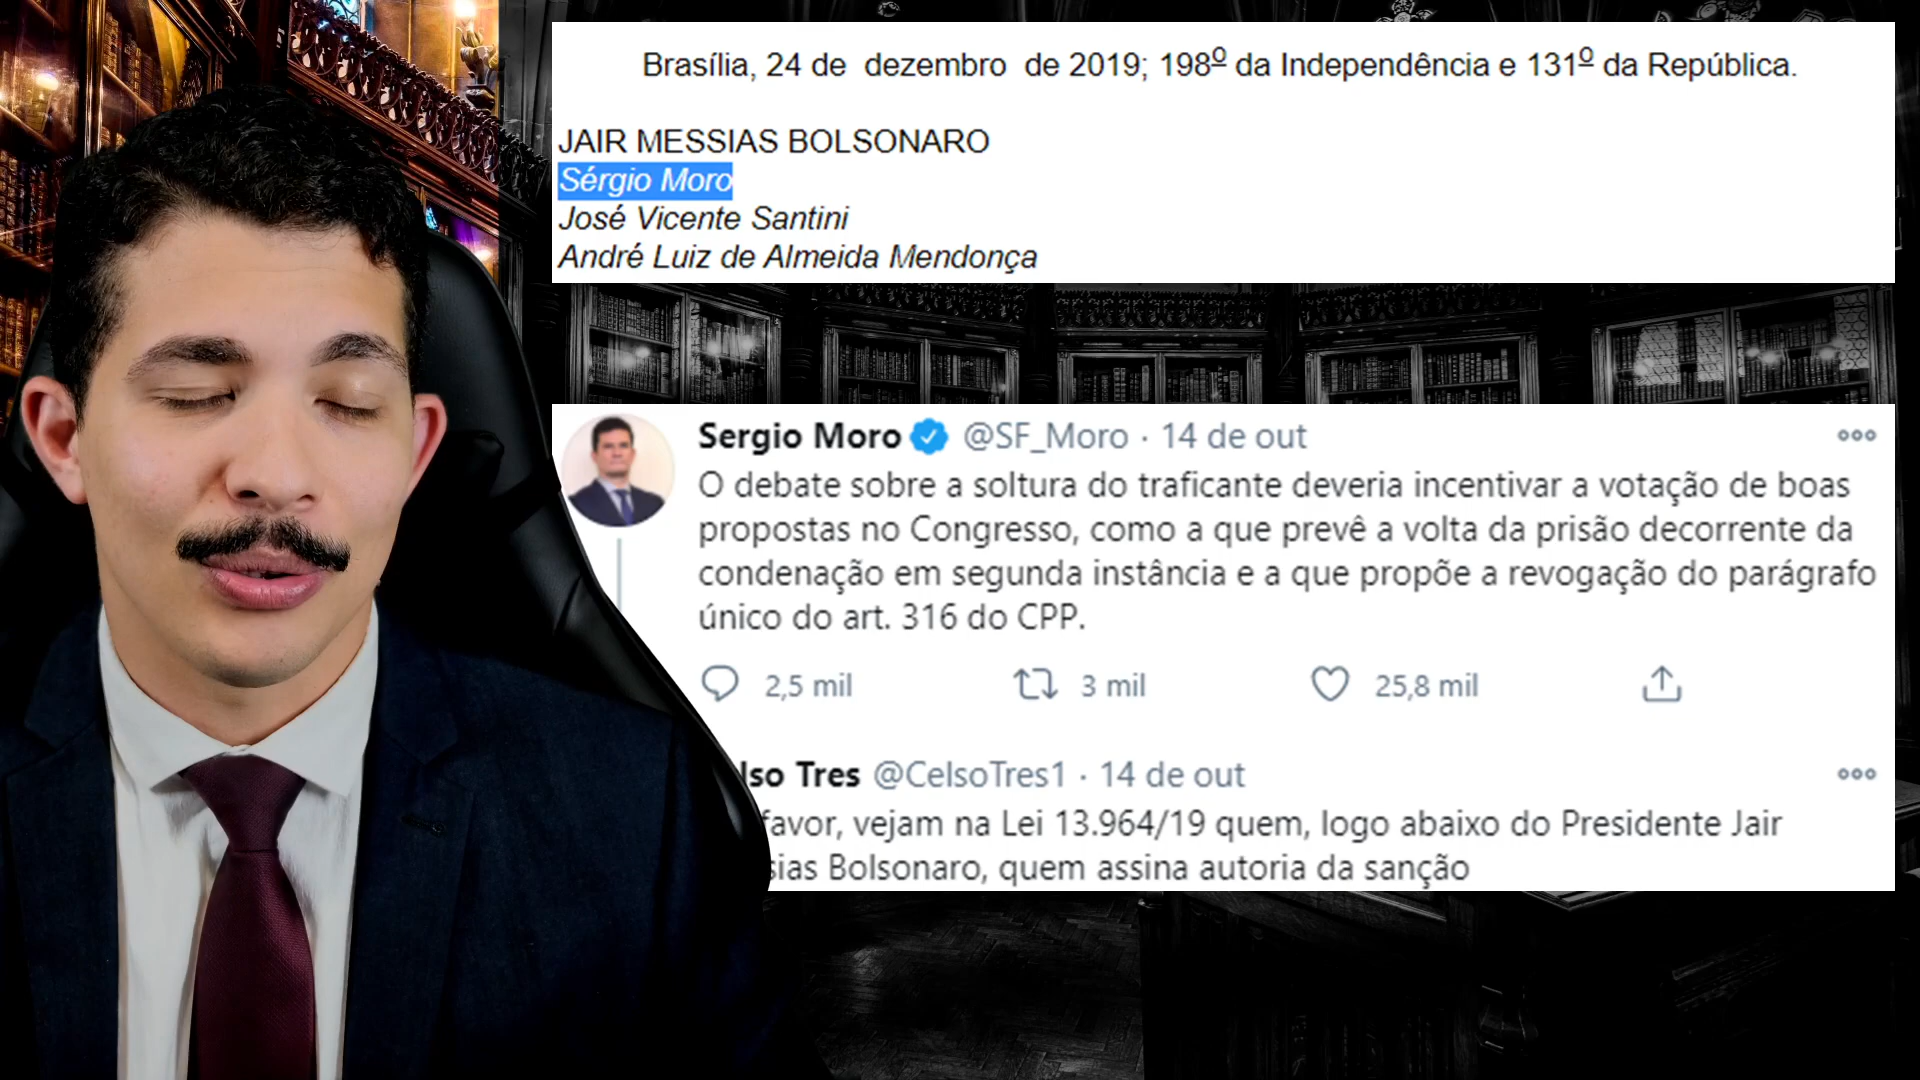 Brasília, 24 de dezembro de 2019; 198º da Independência e 131º da República.
JAIR MESSIAS BOLSONARO
Sérgio Moro
José Vicente Santini
André Luiz de Almeida Mendonça
Sergio Moro @SF_Moro · 14 de out
O debate sobre a soltura do traficante deveria incentivar a votação de boas
propostas no Congresso, como a que prevê a volta da prisão decorrente da
condenação em segunda instância e a que propõe a revogação do parágrafo
único do art. 316 do CPP.
2,5 mil 3 mil 25,8 mil
lso Tres @CelsoTres1 · 14 de out
favor, vejam na Lei 13.964/19 quem, logo abaixo do Presidente Jair
sias Bolsonaro, quem assina autoria da sanção